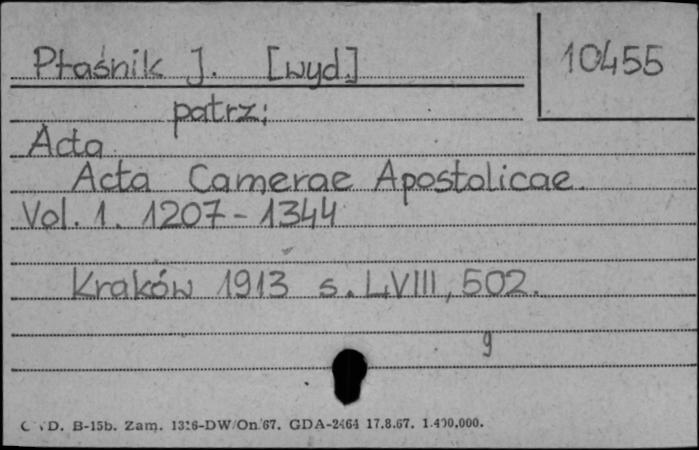 Ptaśnik J. [wyd.]
10455
patrz:
Acta
Acta Camerae Apostolicae.
Vol. 1. 1207-1344
Kraków 1913 s. LVIII, 502.
9
B-15b. Zam. 1316-DW/On/67. GDA-2464 17.8.67. 1.400.000.